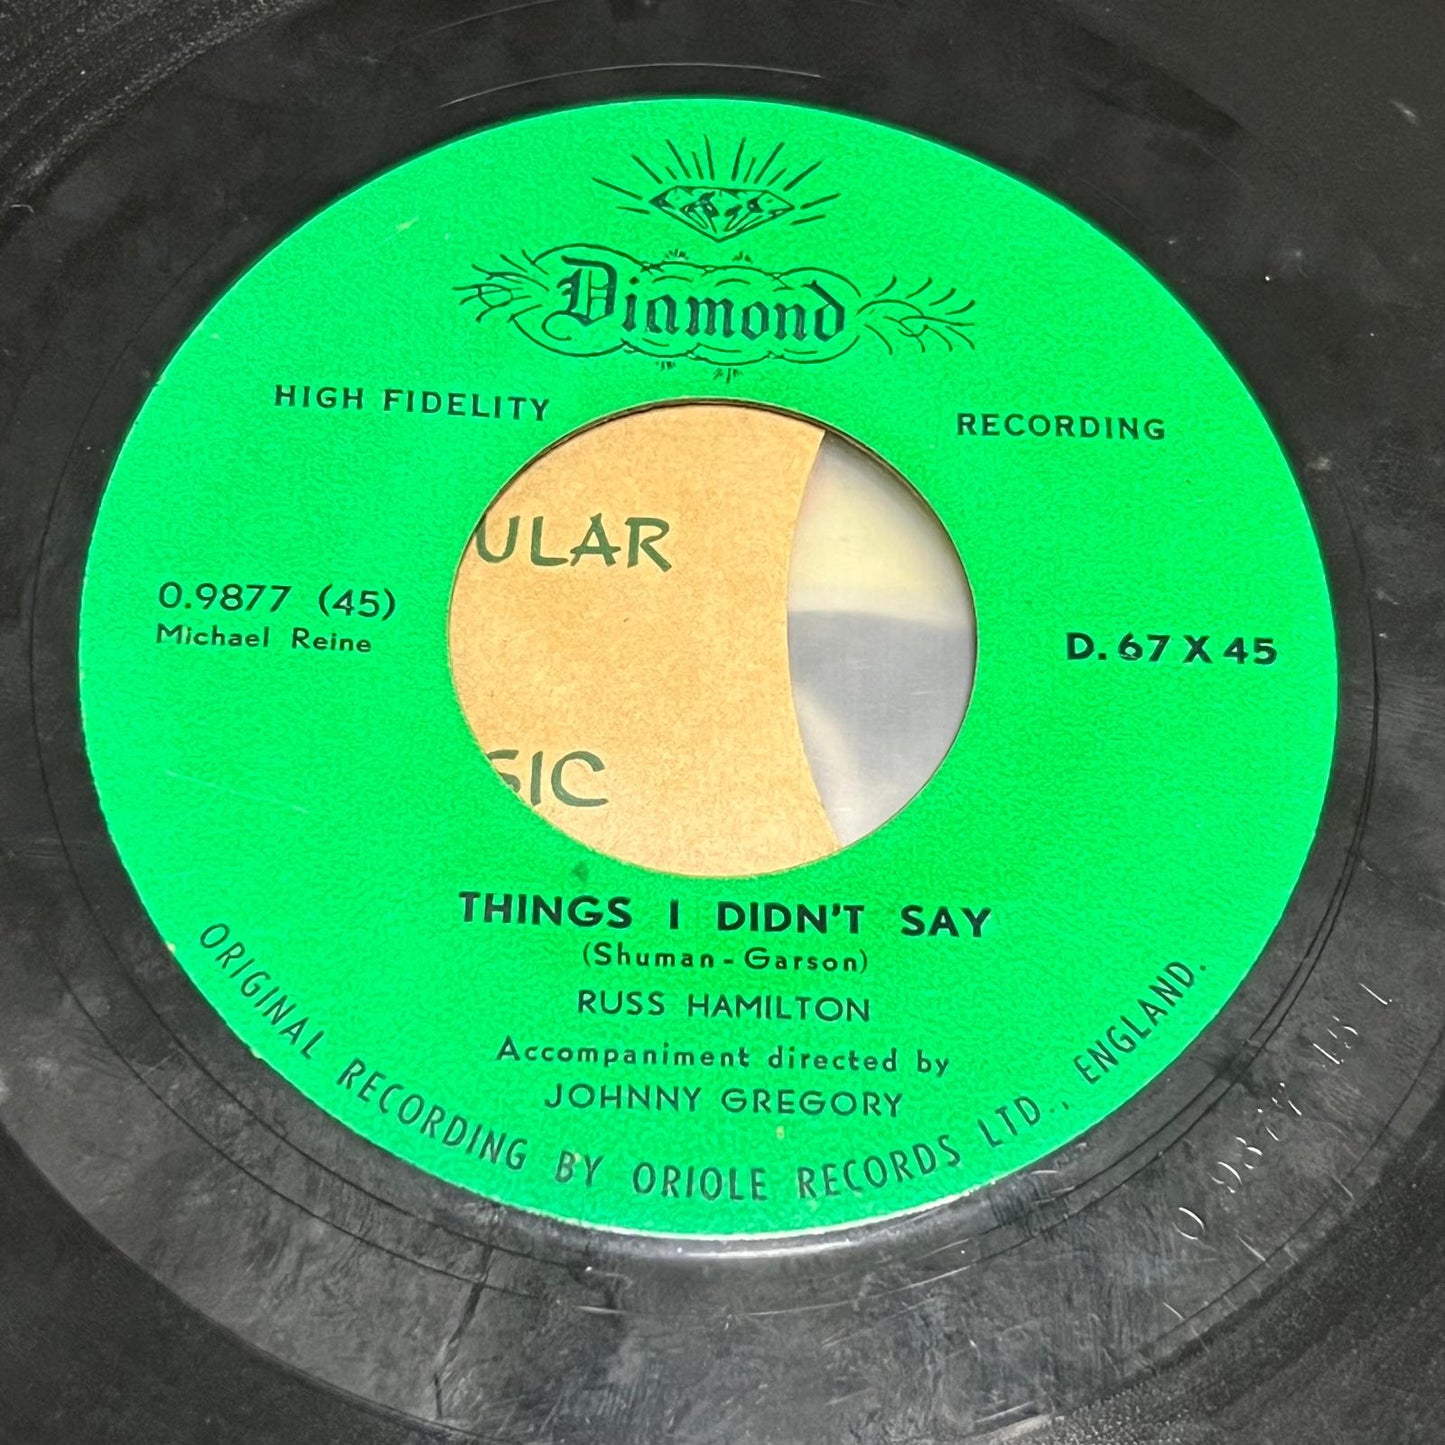 Diamond
HIGH FIDELITY RECORDING
ULAR
0.9877 (45)
Michael Reine
D. 67 X 45
SIC
THINGS I DIDN'T SAY
(Shuman - Garson)
RUSS HAMILTON
Accompaniment directed by
JOHNNY GREGORY
ORIGINAL RECORDING BY ORIOLE RECORDS LTD., ENGLAND.